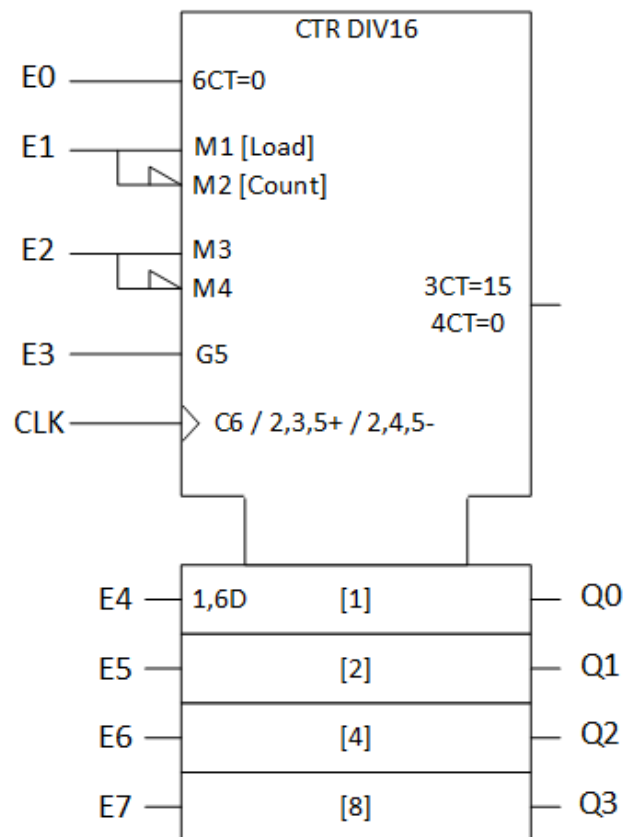 CTR DIV16
E0 6CT=0
E1 M1 [Load]
M2 [Count]
E2 M3
M4 3CT=15
4CT=0
E3 G5
CLK C6 / 2,3,5+ / 2,4,5-
E4 1,6D [1] Q0
E5 [2] Q1
E6 [4] Q2
E7 [8] Q3